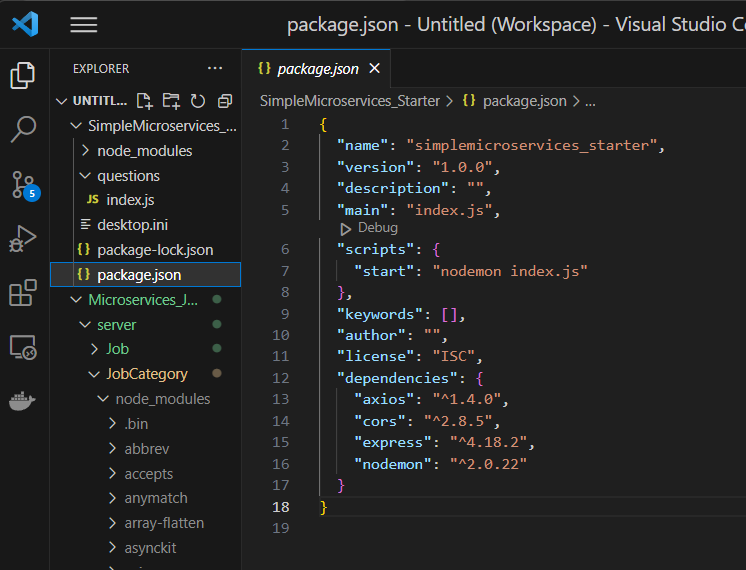 package.json - Untitled (Workspace) - Visual Studio Co
EXPLORER
UNTITL...
SimpleMicroservices_...
node_modules
questions
JS index.js
desktop.ini
{} package-lock.json
{} package.json
Microservices_J...
server
Job
JobCategory
node_modules
.bin
abbrev
accepts
anymatch
array-flatten
asynckit
5
{} package.json
SimpleMicroservices_Starter > {} package.json > ...
1 {
2 "name": "simplemicroservices_starter",
3 "version": "1.0.0",
4 "description": "",
5 "main": "index.js",
Debug
6 "scripts": {
7 "start": "nodemon index.js"
8 },
9 "keywords": [],
10 "author": "",
11 "license": "ISC",
12 "dependencies": {
13 "axios": "^1.4.0",
14 "cors": "^2.8.5",
15 "express": "^4.18.2",
16 "nodemon": "^2.0.22"
17 }
18 }
19